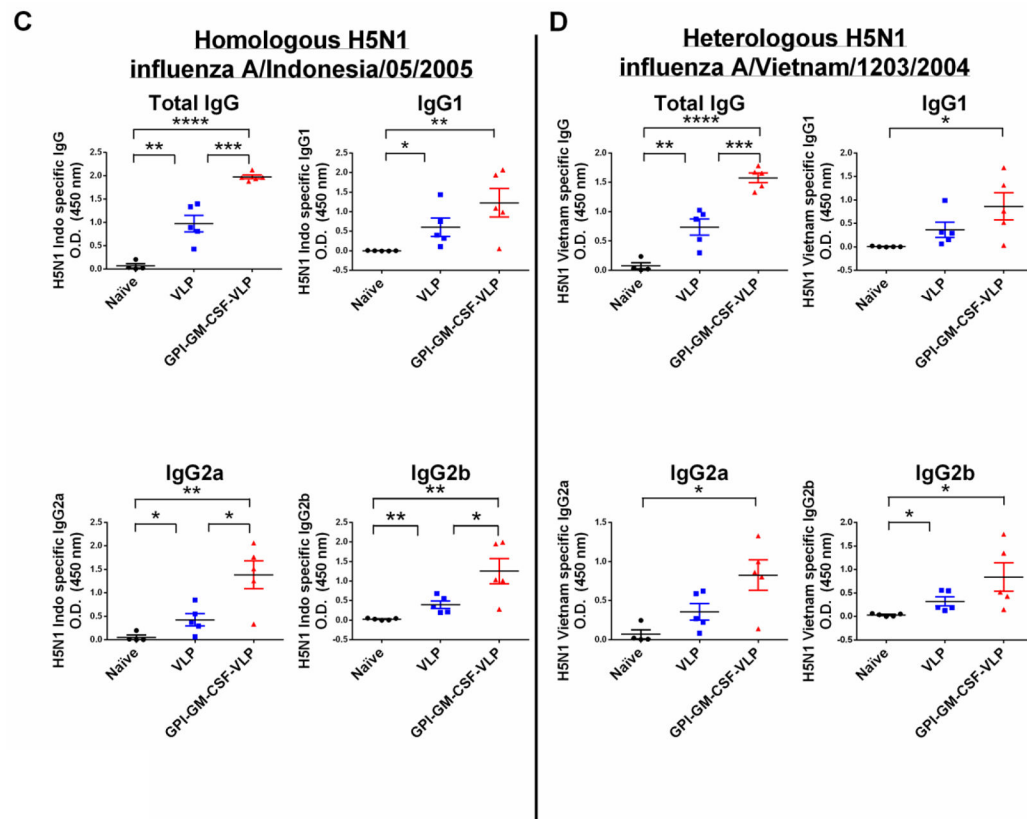 C
Homologous H5N1
influenza A/Indonesia/05/2005
Total IgG
****
**
***
H5N1 Indo specific IgG
O.D. (450 nm)
2.5
2.0
1.5
1.0
0.5
0.0
Naïve
VLP
GPI-GM-CSF-VLP
IgG1
**
*
H5N1 Indo specific IgG1
O.D. (450 nm)
2.5
2.0
1.5
1.0
0.5
0.0
-0.5
Naïve
VLP
GPI-GM-CSF-VLP
IgG2a
**
*
*
H5N1 Indo specific IgG2a
O.D. (450 nm)
2.5
2.0
1.5
1.0
0.5
0.0
Naïve
VLP
GPI-GM-CSF-VLP
IgG2b
**
**
*
H5N1 Indo specific IgG2b
O.D. (450 nm)
2.5
2.0
1.5
1.0
0.5
0.0
-0.5
Naïve
VLP
GPI-GM-CSF-VLP
D
Heterologous H5N1
influenza A/Vietnam/1203/2004
Total IgG
****
**
***
H5N1 Vietnam specific IgG
O.D. (450 nm)
2.0
1.5
1.0
0.5
0.0
Naïve
VLP
GPI-GM-CSF-VLP
IgG1
*
H5N1 Vietnam specific IgG1
O.D. (450 nm)
2.0
1.5
1.0
0.5
0.0
-0.5
Naïve
VLP
GPI-GM-CSF-VLP
IgG2a
*
H5N1 Vietnam specific IgG2a
O.D. (450 nm)
1.5
1.0
0.5
0.0
Naïve
VLP
GPI-GM-CSF-VLP
IgG2b
*
*
H5N1 Vietnam specific IgG2b
O.D. (450 nm)
2.0
1.5
1.0
0.5
0.0
-0.5
Naïve
VLP
GPI-GM-CSF-VLP